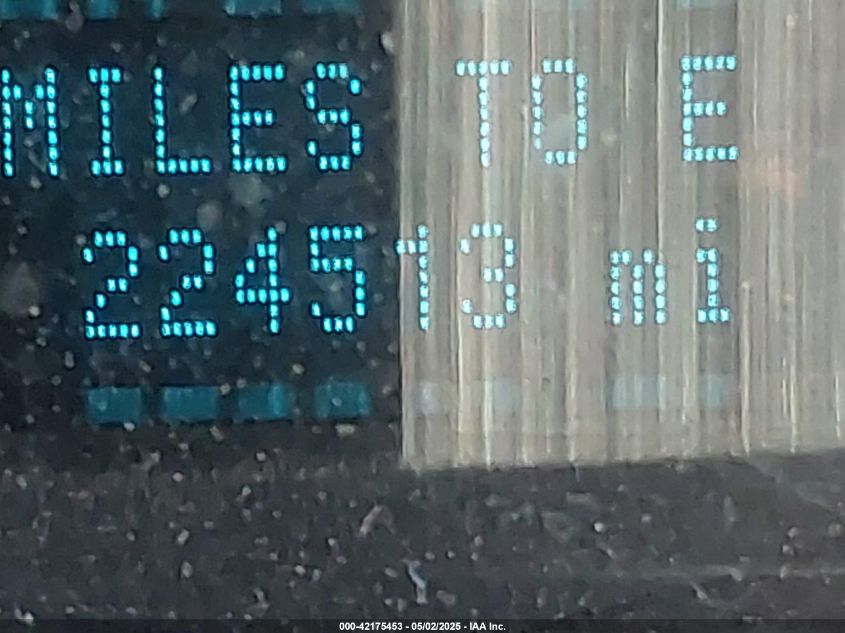 MILES TO E
224513 mi
000-42175453 - 05/02/2025 - IAA Inc.